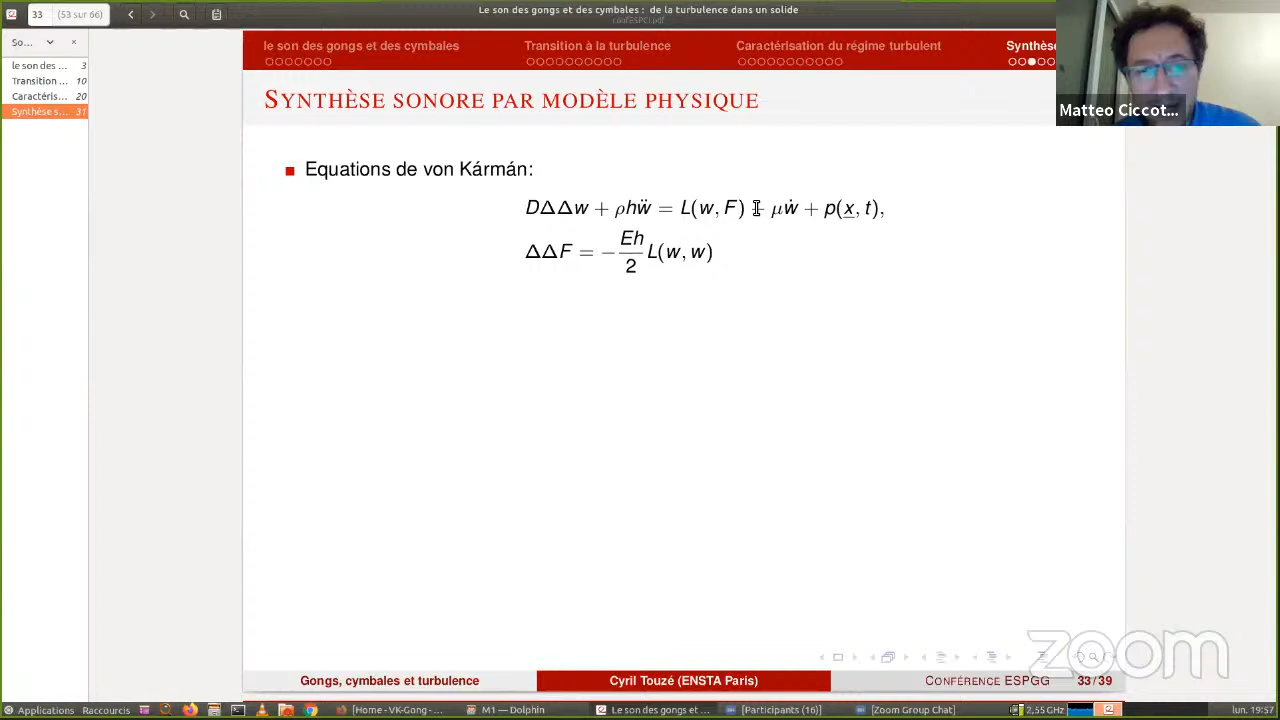 Le son des gongs et des cymbales : de la turbulence dans un solide
33 (53 sur 66)
So...
le son des ... 3
Transition ... 10
Caractéris... 20
Synthèse s... 31
le son des gongs et des cymbales Transition à la turbulence Caractérisation du régime turbulent Synthèse
SYNTHÈSE SONORE PAR MODÈLE PHYSIQUE
Matteo Ciccot...
Equations de von Kármán:
DΔΔw + ρhẅ = L(w, F) − μẇ + p(x, t),
ΔΔF = − Eh/2 L(w, w)
zoom
Gongs, cymbales et turbulence Cyril Touzé (ENSTA Paris) CONFÉRENCE ESPGG 33 / 39
Applications Raccourcis [Home - VK-Gong - ... M1 — Dolphin Le son des gongs et ... [Participants (16)] [Zoom Group Chat] 2,55 GHz lun. 19:57